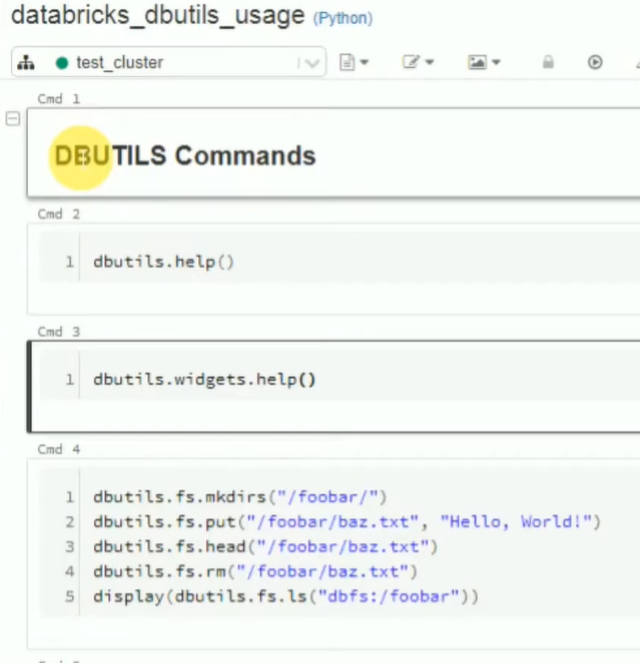 databricks_dbutils_usage (Python)
test_cluster
Cmd 1
DBUTILS Commands
Cmd 2
1 dbutils.help()
Cmd 3
1 dbutils.widgets.help()
Cmd 4
1 dbutils.fs.mkdirs("/foobar/")
2 dbutils.fs.put("/foobar/baz.txt", "Hello, World!")
3 dbutils.fs.head("/foobar/baz.txt")
4 dbutils.fs.rm("/foobar/baz.txt")
5 display(dbutils.fs.ls("dbfs:/foobar"))